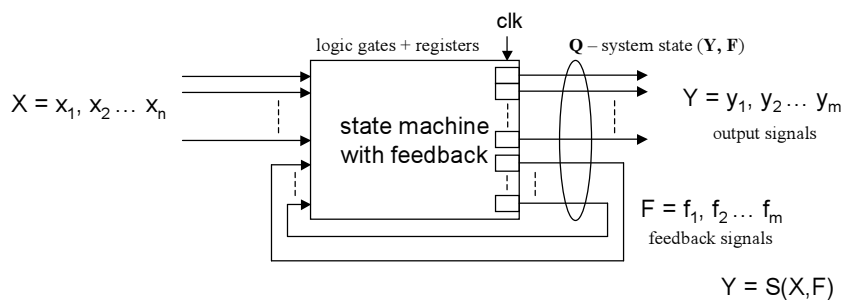 clk
logic gates + registers
Q – system state (Y, F)
X = x₁, x₂ ... xₙ
state machine
with feedback
Y = y₁, y₂ ... yₘ
output signals
F = f₁, f₂ ... fₘ
feedback signals
Y = S(X,F)